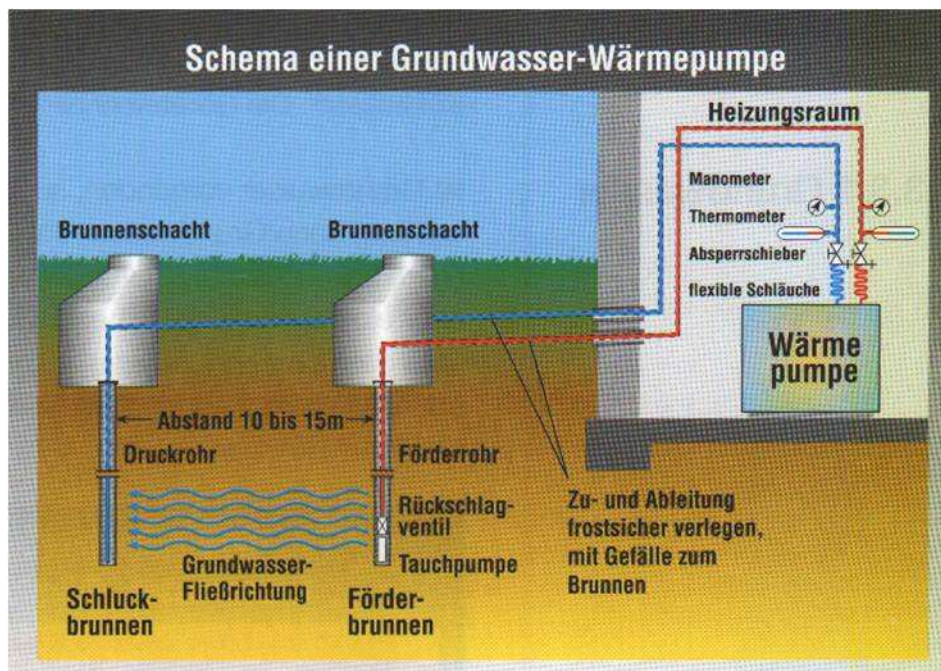 Schema einer Grundwasser-Wärmepumpe
Heizungsraum
Manometer
Thermometer
Absperrschieber
flexible Schläuche
Wärme
pumpe
Brunnenschacht
Brunnenschacht
Abstand 10 bis 15m
Druckrohr
Förderrohr
Rückschlag-
ventil
Tauchpumpe
Grundwasser-
Fließrichtung
Schluck-
brunnen
Förder-
brunnen
Zu- und Ableitung
frostsicher verlegen,
mit Gefälle zum
Brunnen